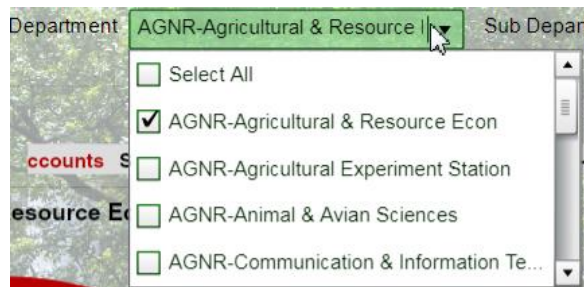 Department AGNR-Agricultural & Resource Sub Depar
Select All
AGNR-Agricultural & Resource Econ
AGNR-Agricultural Experiment Station
ccounts S
AGNR-Animal & Avian Sciences
esource E
AGNR-Communication & Information Te...